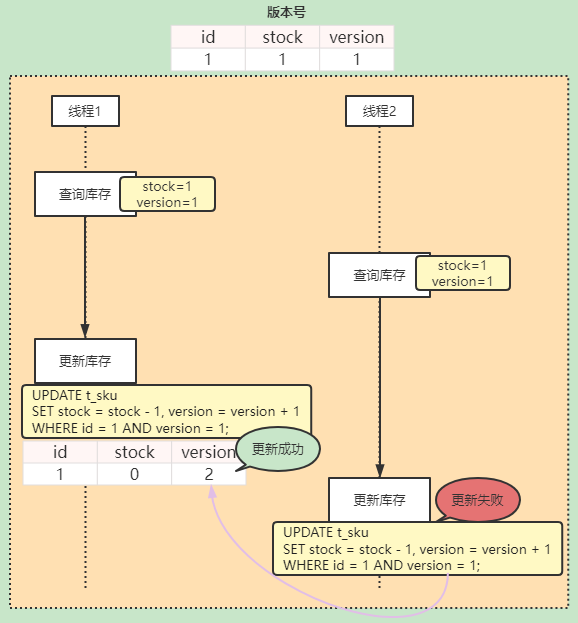 版本号
id stock version
1 1 1
线程1
线程2
查询库存
stock=1
version=1
查询库存
stock=1
version=1
更新库存
UPDATE t_sku
SET stock = stock - 1, version = version + 1
WHERE id = 1 AND version = 1;
更新成功
id stock version
1 0 2
更新库存
更新失败
UPDATE t_sku
SET stock = stock - 1, version = version + 1
WHERE id = 1 AND version = 1;